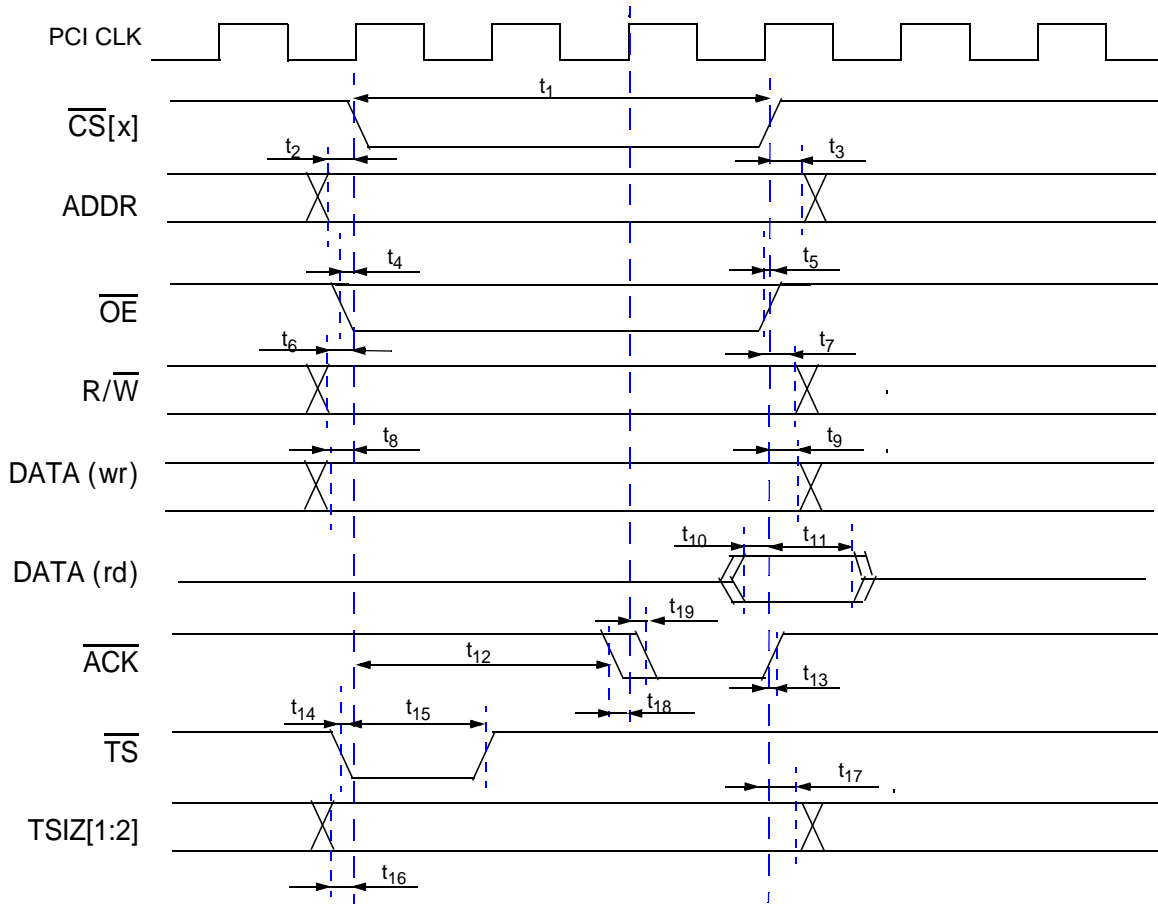 PCI CLK
t1
CS[x]
t2
t3
ADDR
t4
t5
OE
t6
t7
R/W
t8
t9
DATA (wr)
t10
t11
DATA (rd)
t19
ACK
t12
t13
t18
t14
t15
TS
t17
TSIZ[1:2]
t16